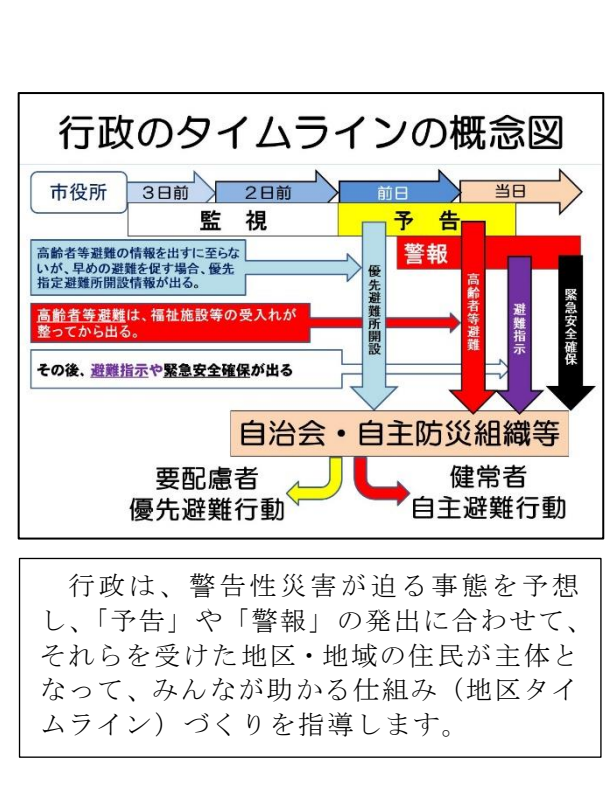 行政のタイムラインの概念図
市役所
3日前
2日前
前日
当日
監 視
予 告
警報
高齢者等避難の情報を出すに至らな
いが、早めの避難を促す場合、優先
指定避難所開設情報が出る。
高齢者等避難は、福祉施設等の受入れが
整ってから出る。
その後、避難指示や緊急安全確保が出る
優先避難所開設
高齢者等避難
避難指示
緊急安全確保
自治会・自主防災組織等
要配慮者
優先避難行動
健常者
自主避難行動
行政は、警告性災害が迫る事態を予想
し、「予告」や「警報」の発出に合わせて、
それらを受けた地区・地域の住民が主体と
なって、みんなが助かる仕組み（地区タイ
ムライン）づくりを指導します。